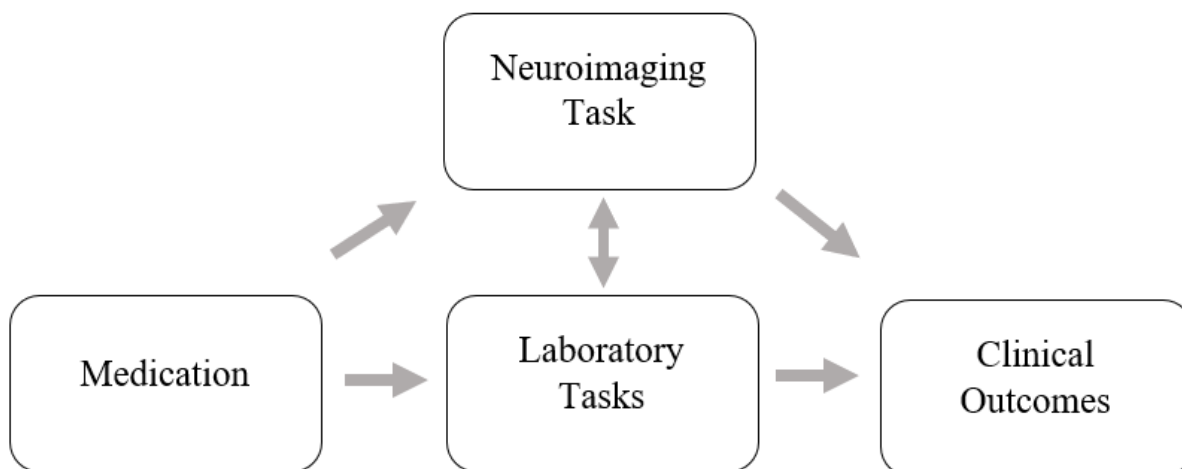 Neuroimaging
Task
Medication
Laboratory
Tasks
Clinical
Outcomes